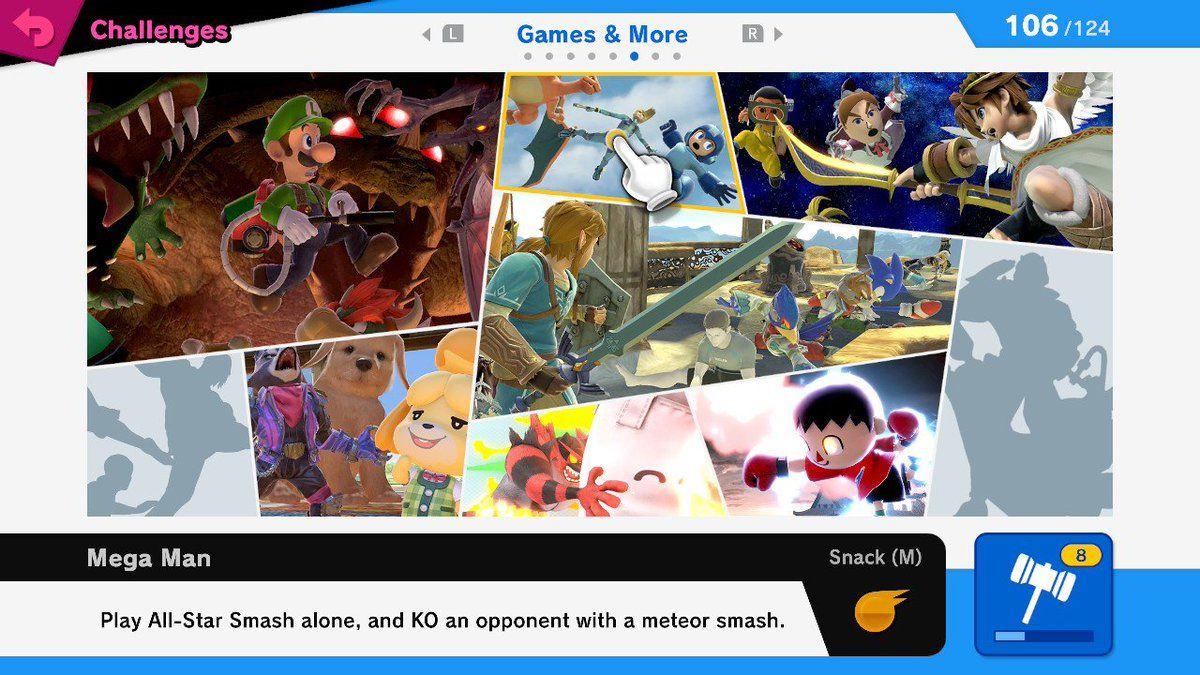 Challenges
L
Games & More
R
106/124
Mega Man
Snack (M)
8
Play All-Star Smash alone, and KO an opponent with a meteor smash.